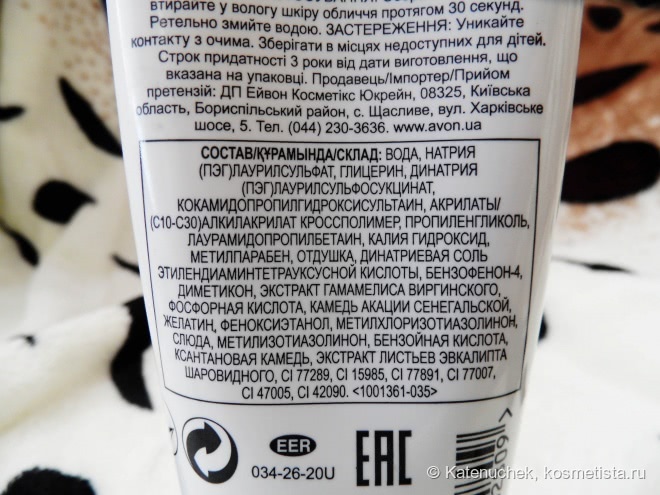 втирайте у вологу шкіру обличчя протягом 30 секунд.
Ретельно змийте водою. ЗАСТЕРЕЖЕННЯ: Уникайте
контакту з очима. Зберігати в місцях недоступних для дітей.
Строк придатності 3 роки від дати виготовлення, що
вказана на упаковці. Продавець/Імпортер/Прийом
претензій: ДП Ейвон Косметікс Юкрейн, 08325, Київська
область, Бориспільський район, с. Щасливе, вул. Харківське
шосе, 5. Тел. (044) 230-3636. www.avon.ua
СОСТАВ/ҚҰРАМЫНДА/СКЛАД: ВОДА, НАТРИЯ
(ПЭГ)ЛАУРИЛСУЛЬФАТ, ГЛИЦЕРИН, ДИНАТРИЯ
(ПЭГ)ЛАУРИЛСУЛЬФОСУКЦИНАТ,
КОКАМИДОПРОПИЛГИДРОКСИСУЛЬТАИН, АКРИЛАТЫ/
(C10-C30)АЛКИЛАКРИЛАТ КРОССПОЛИМЕР, ПРОПИЛЕНГЛИКОЛЬ,
ЛАУРАМИДОПРОПИЛБЕТАИН, КАЛИЯ ГИДРОКСИД,
МЕТИЛПАРАБЕН, ОТДУШКА, ДИНАТРИЕВАЯ СОЛЬ
ЭТИЛЕНДИАМИНТЕТРАУКСУСНОЙ КИСЛОТЫ, БЕНЗОФЕНОН-4,
ДИМЕТИКОН, ЭКСТРАКТ ГАМАМЕЛИСА ВИРГИНСКОГО,
ФОСФОРНАЯ КИСЛОТА, КАМЕДЬ АКАЦИИ СЕНЕГАЛЬСКОЙ,
ЖЕЛАТИН, ФЕНОКСИЭТАНОЛ, МЕТИЛХЛОРИЗОТИАЗОЛИНОН,
СЛЮДА, МЕТИЛИЗОТИАЗОЛИНОН, БЕНЗОЙНАЯ КИСЛОТА,
КСАНТАНОВАЯ КАМЕДЬ, ЭКСТРАКТ ЛИСТЬЕВ ЭВКАЛИПТА
ШАРОВИДНОГО, CI 77289, CI 15985, CI 77891, CI 77007,
CI 47005, CI 42090. <1001361-035>
EER
034-26-20U
EAC
© Katenuchek, kosmetista.ru